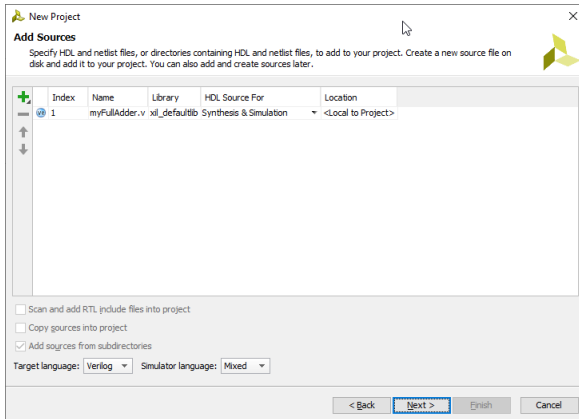 New Project
Add Sources
Specify HDL and netlist files, or directories containing HDL and netlist files, to add to your project. Create a new source file on
disk and add it to your project. You can also add and create sources later.
Index Name Library HDL Source For Location
1 myFullAdder.v xil_defaultlib Synthesis & Simulation <Local to Project>
Scan and add RTL include files into project
Copy sources into project
Add sources from subdirectories
Target language: Verilog Simulator language: Mixed
< Back Next > Finish Cancel